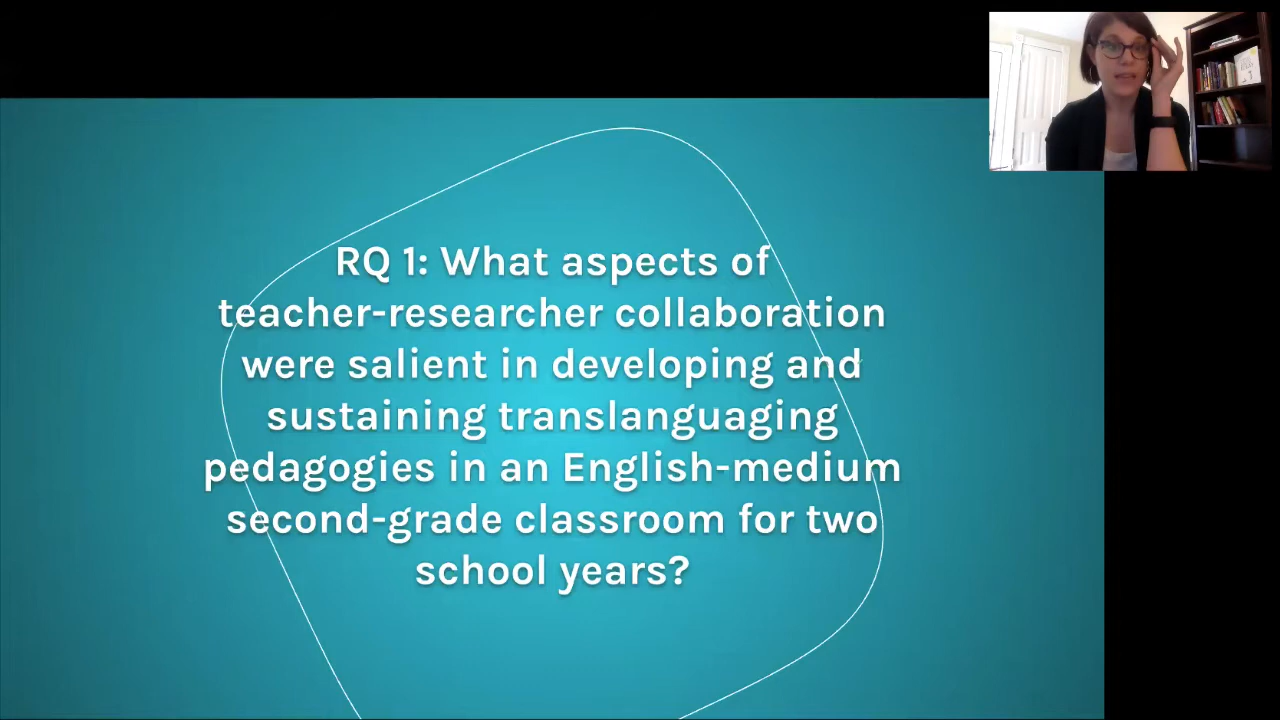 RQ 1: What aspects of
teacher-researcher collaboration
were salient in developing and
sustaining translanguaging
pedagogies in an English-medium
second-grade classroom for two
school years?